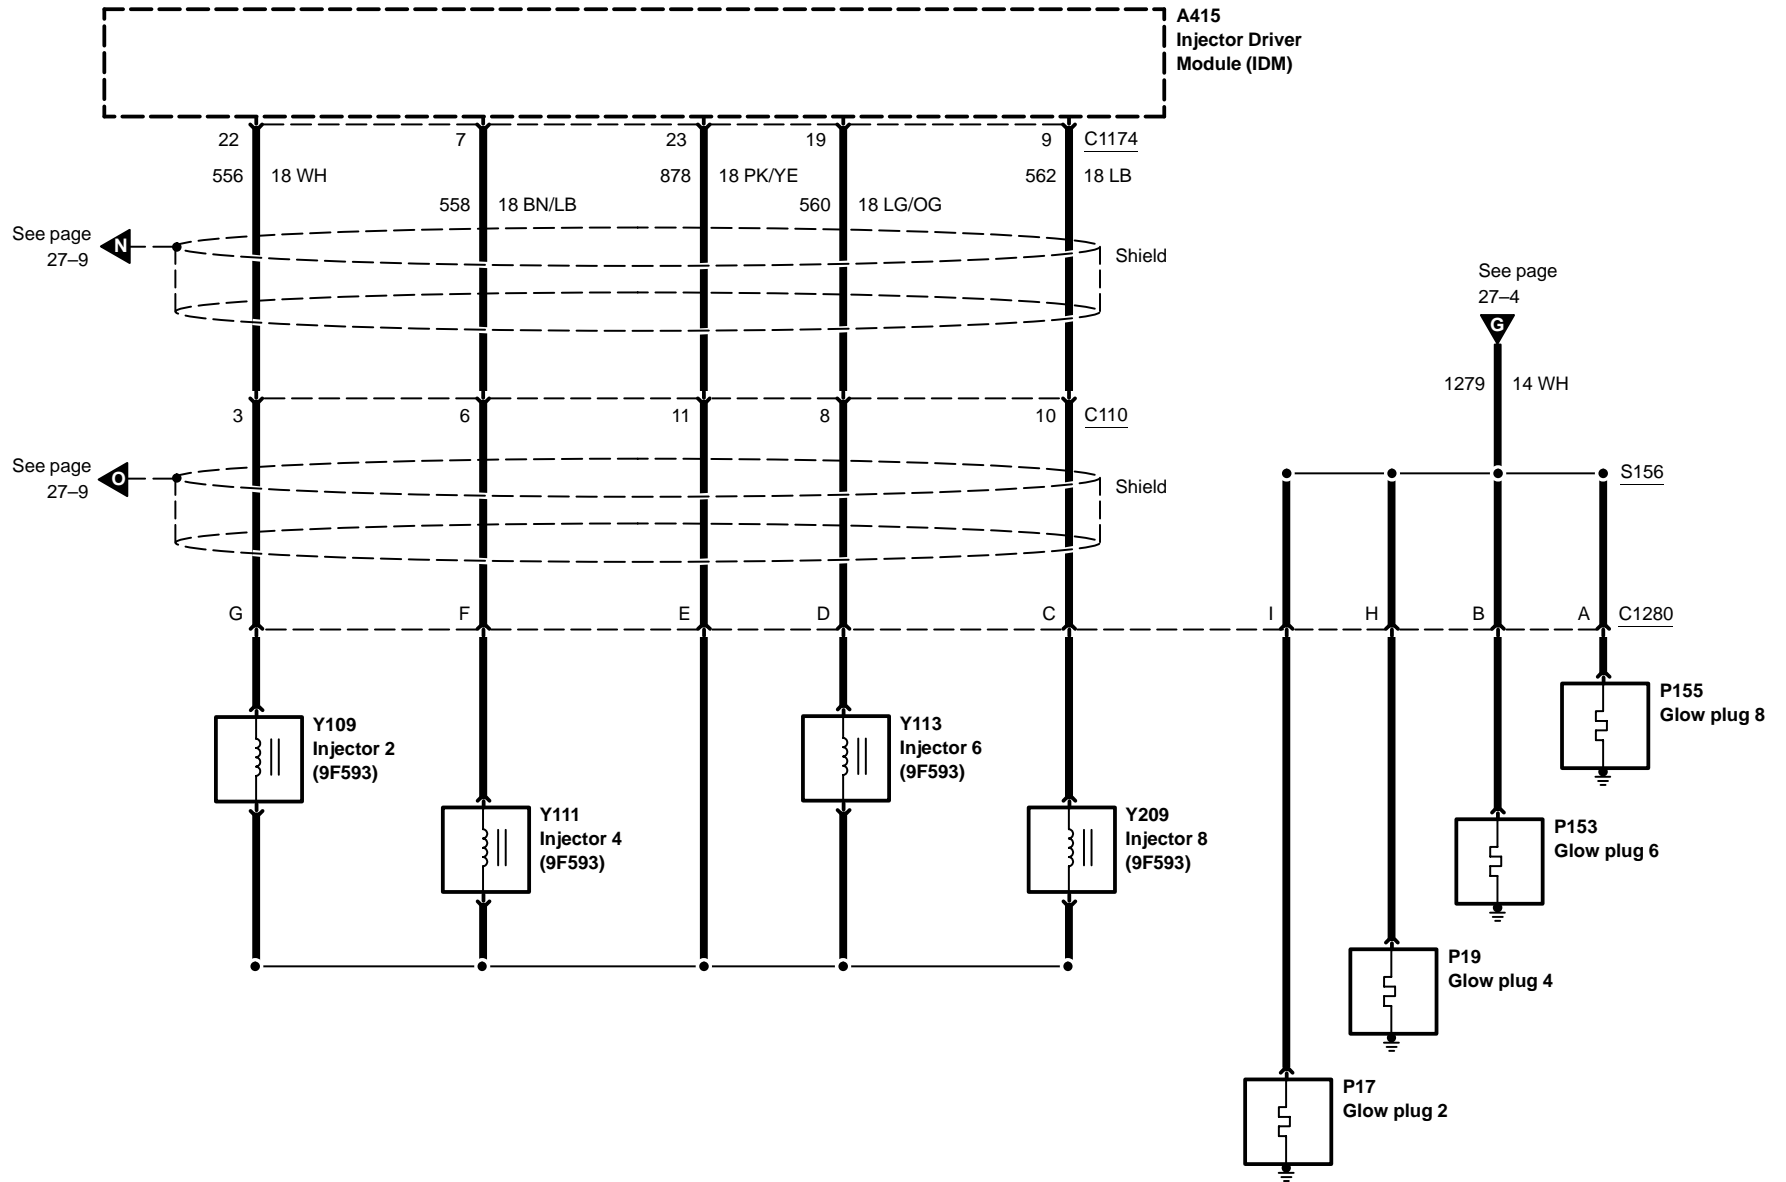 A415
Injector Driver
Module (IDM)
22 7 23 19 9 C1174
556 18 WH 878 18 PK/YE 562 18 LB
558 18 BN/LB 560 18 LG/OG
See page
27–9
N
Shield
See page
27–4
G
1279 14 WH
3 6 11 8 10 C110
See page
27–9
O
Shield
S156
G F E D C I H B A C1280
P155
Glow plug 8
Y109
Injector 2
(9F593)
Y113
Injector 6
(9F593)
Y111
Injector 4
(9F593)
Y209
Injector 8
(9F593)
P153
Glow plug 6
P19
Glow plug 4
P17
Glow plug 2